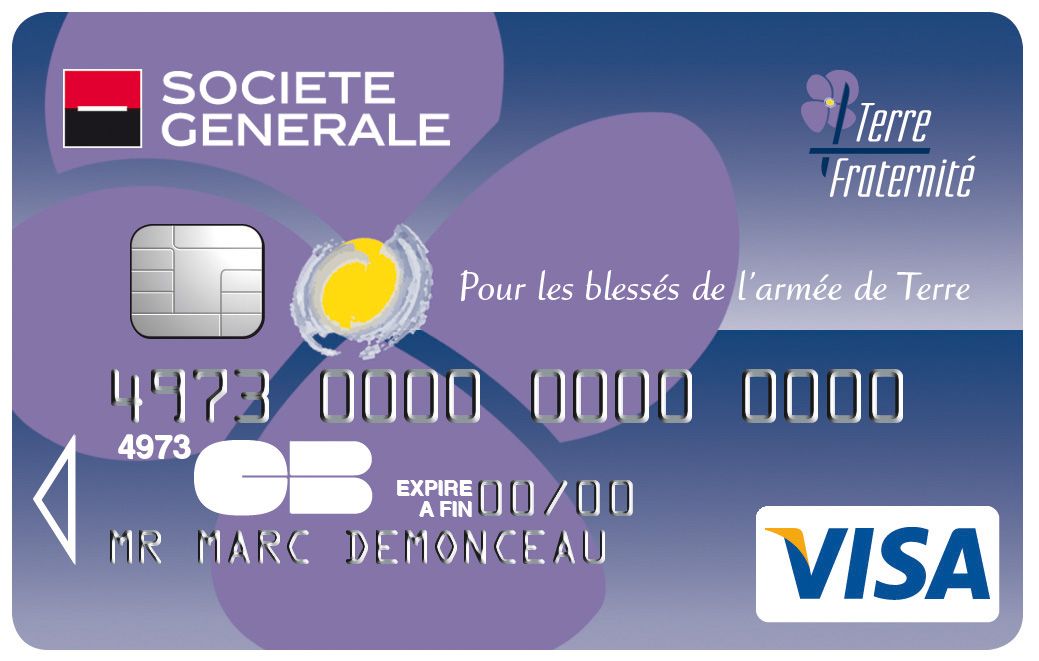 SOCIETE
GENERALE
Terre
Fraternité
Pour les blessés de l'armée de Terre
4973 0000 0000 0000
4973
CB
EXPIRE
A FIN 00/00
MR MARC DEMONCEAU
VISA